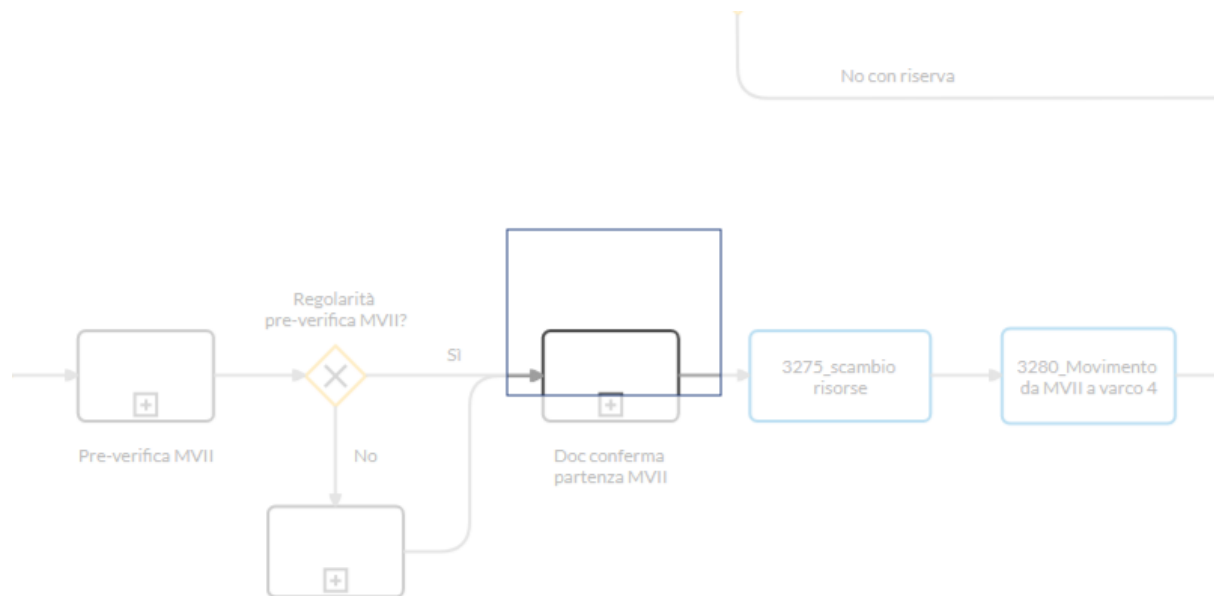 No con riserva
Regolarità
pre-verifica MVII?
Sì
3275_scambio
risorse
3280_Movimento
da MVII a varco 4
Pre-verifica MVII
No
Doc conferma
partenza MVII